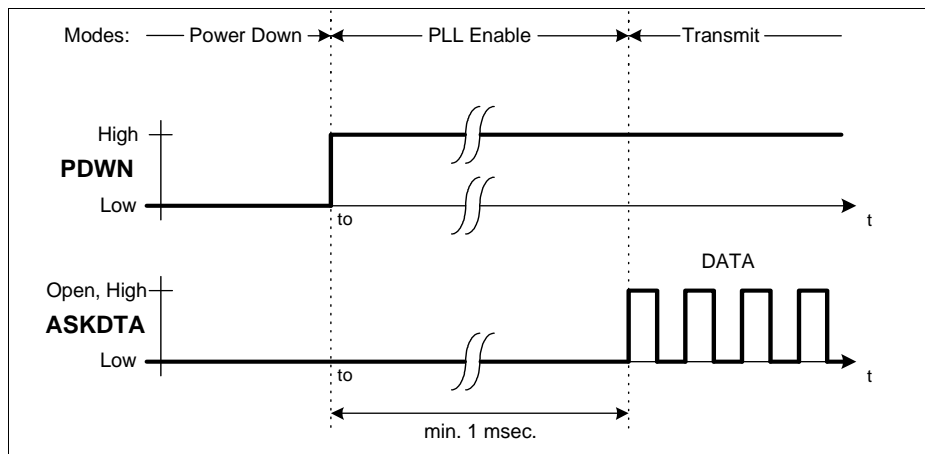 Modes: Power Down PLL Enable Transmit
High
PDWN
Low
to
t
DATA
Open, High
ASKDTA
Low
to
t
min. 1 msec.